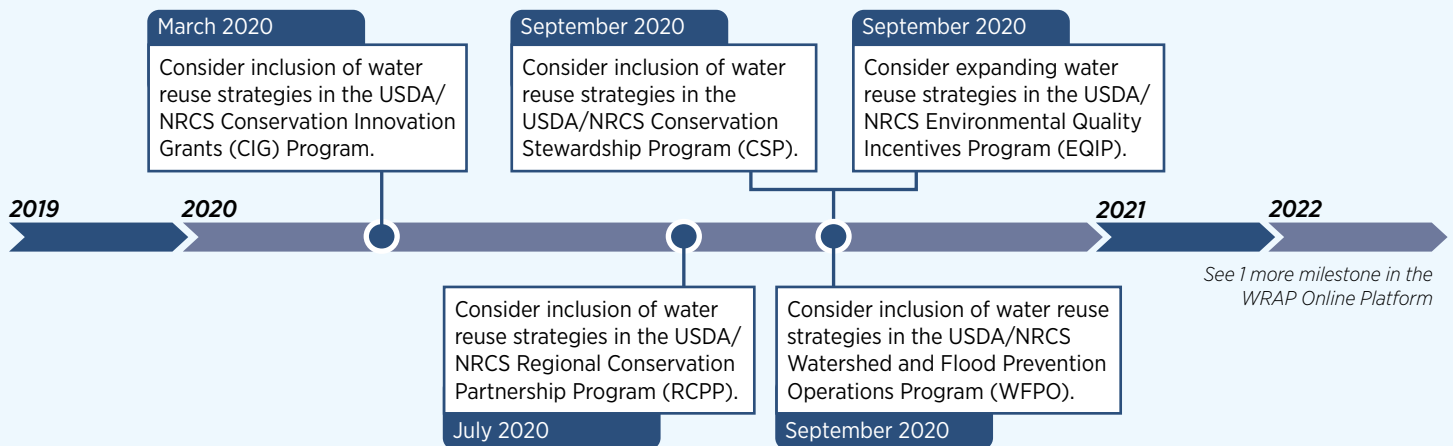 March 2020
Consider inclusion of water
reuse strategies in the USDA/
NRCS Conservation Innovation
Grants (CIG) Program.
September 2020
Consider inclusion of water
reuse strategies in the
USDA/NRCS Conservation
Stewardship Program (CSP).
September 2020
Consider expanding water
reuse strategies in the USDA/
NRCS Environmental Quality
Incentives Program (EQIP).
2019
2020
2021
2022
See 1 more milestone in the
WRAP Online Platform
Consider inclusion of water
reuse strategies in the USDA/
NRCS Regional Conservation
Partnership Program (RCPP).
July 2020
Consider inclusion of water reuse
strategies in the USDA/NRCS
Watershed and Flood Prevention
Operations Program (WFPO).
September 2020